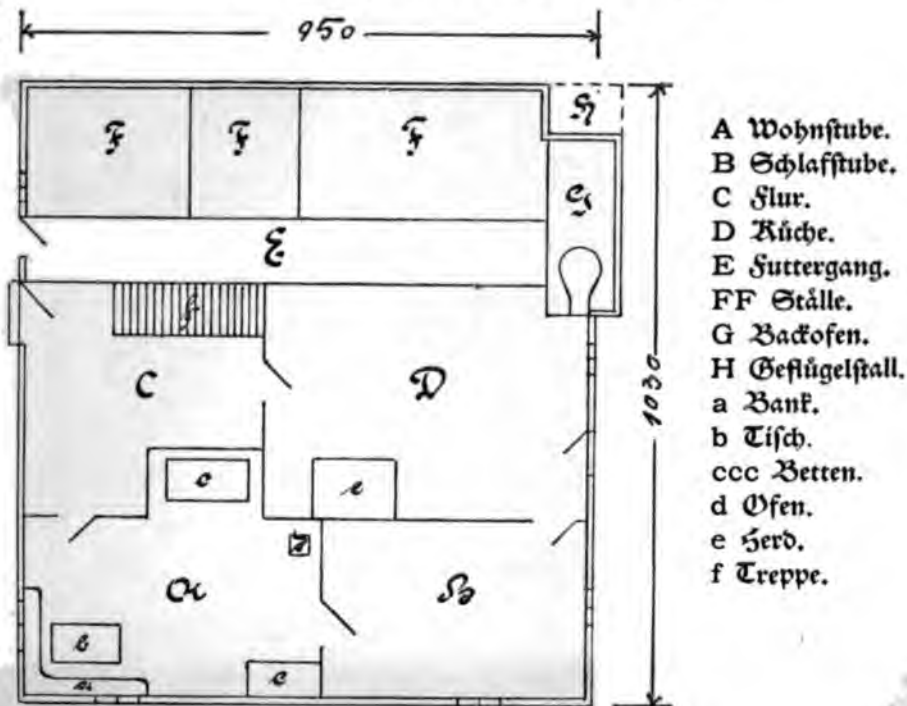 950
F F F H
G
E
f
C D
1030
c e
d
A B
b
c
a
A Wohnſtube.
B Schlafſtube.
C Flur.
D Küche.
E Futtergang.
FF Ställe.
G Backofen.
H Geflügelſtall.
a Bank.
b Tiſch.
ccc Betten.
d Ofen.
e Herd.
f Treppe.